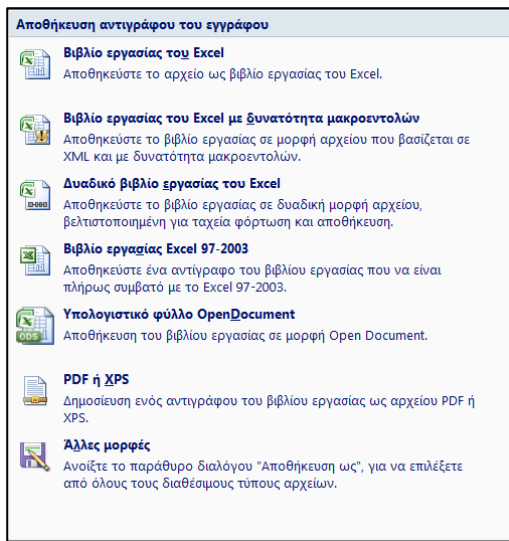 Αποθήκευση αντιγράφου του εγγράφου
Βιβλίο εργασίας του Excel
Αποθηκεύστε το αρχείο ως βιβλίο εργασίας του Excel.
Βιβλίο εργασίας του Excel με δυνατότητα μακροεντολών
Αποθηκεύστε το βιβλίο εργασίας σε μορφή αρχείου που βασίζεται σε
XML και με δυνατότητα μακροεντολών.
Δυαδικό βιβλίο εργασίας του Excel
Αποθηκεύστε το βιβλίο εργασίας σε δυαδική μορφή αρχείου,
βελτιστοποιημένη για ταχεία φόρτωση και αποθήκευση.
Βιβλίο εργασίας Excel 97-2003
Αποθηκεύστε ένα αντίγραφο του βιβλίου εργασίας που να είναι
πλήρως συμβατό με το Excel 97-2003.
Υπολογιστικό φύλλο OpenDocument
ODS
Αποθήκευση του βιβλίου εργασίας σε μορφή Open Document.
PDF ή XPS
Δημοσίευση ενός αντιγράφου του βιβλίου εργασίας ως αρχείου PDF ή
XPS.
Άλλες μορφές
Ανοίξτε το παράθυρο διαλόγου "Αποθήκευση ως", για να επιλέξετε
από όλους τους διαθέσιμους τύπους αρχείων.